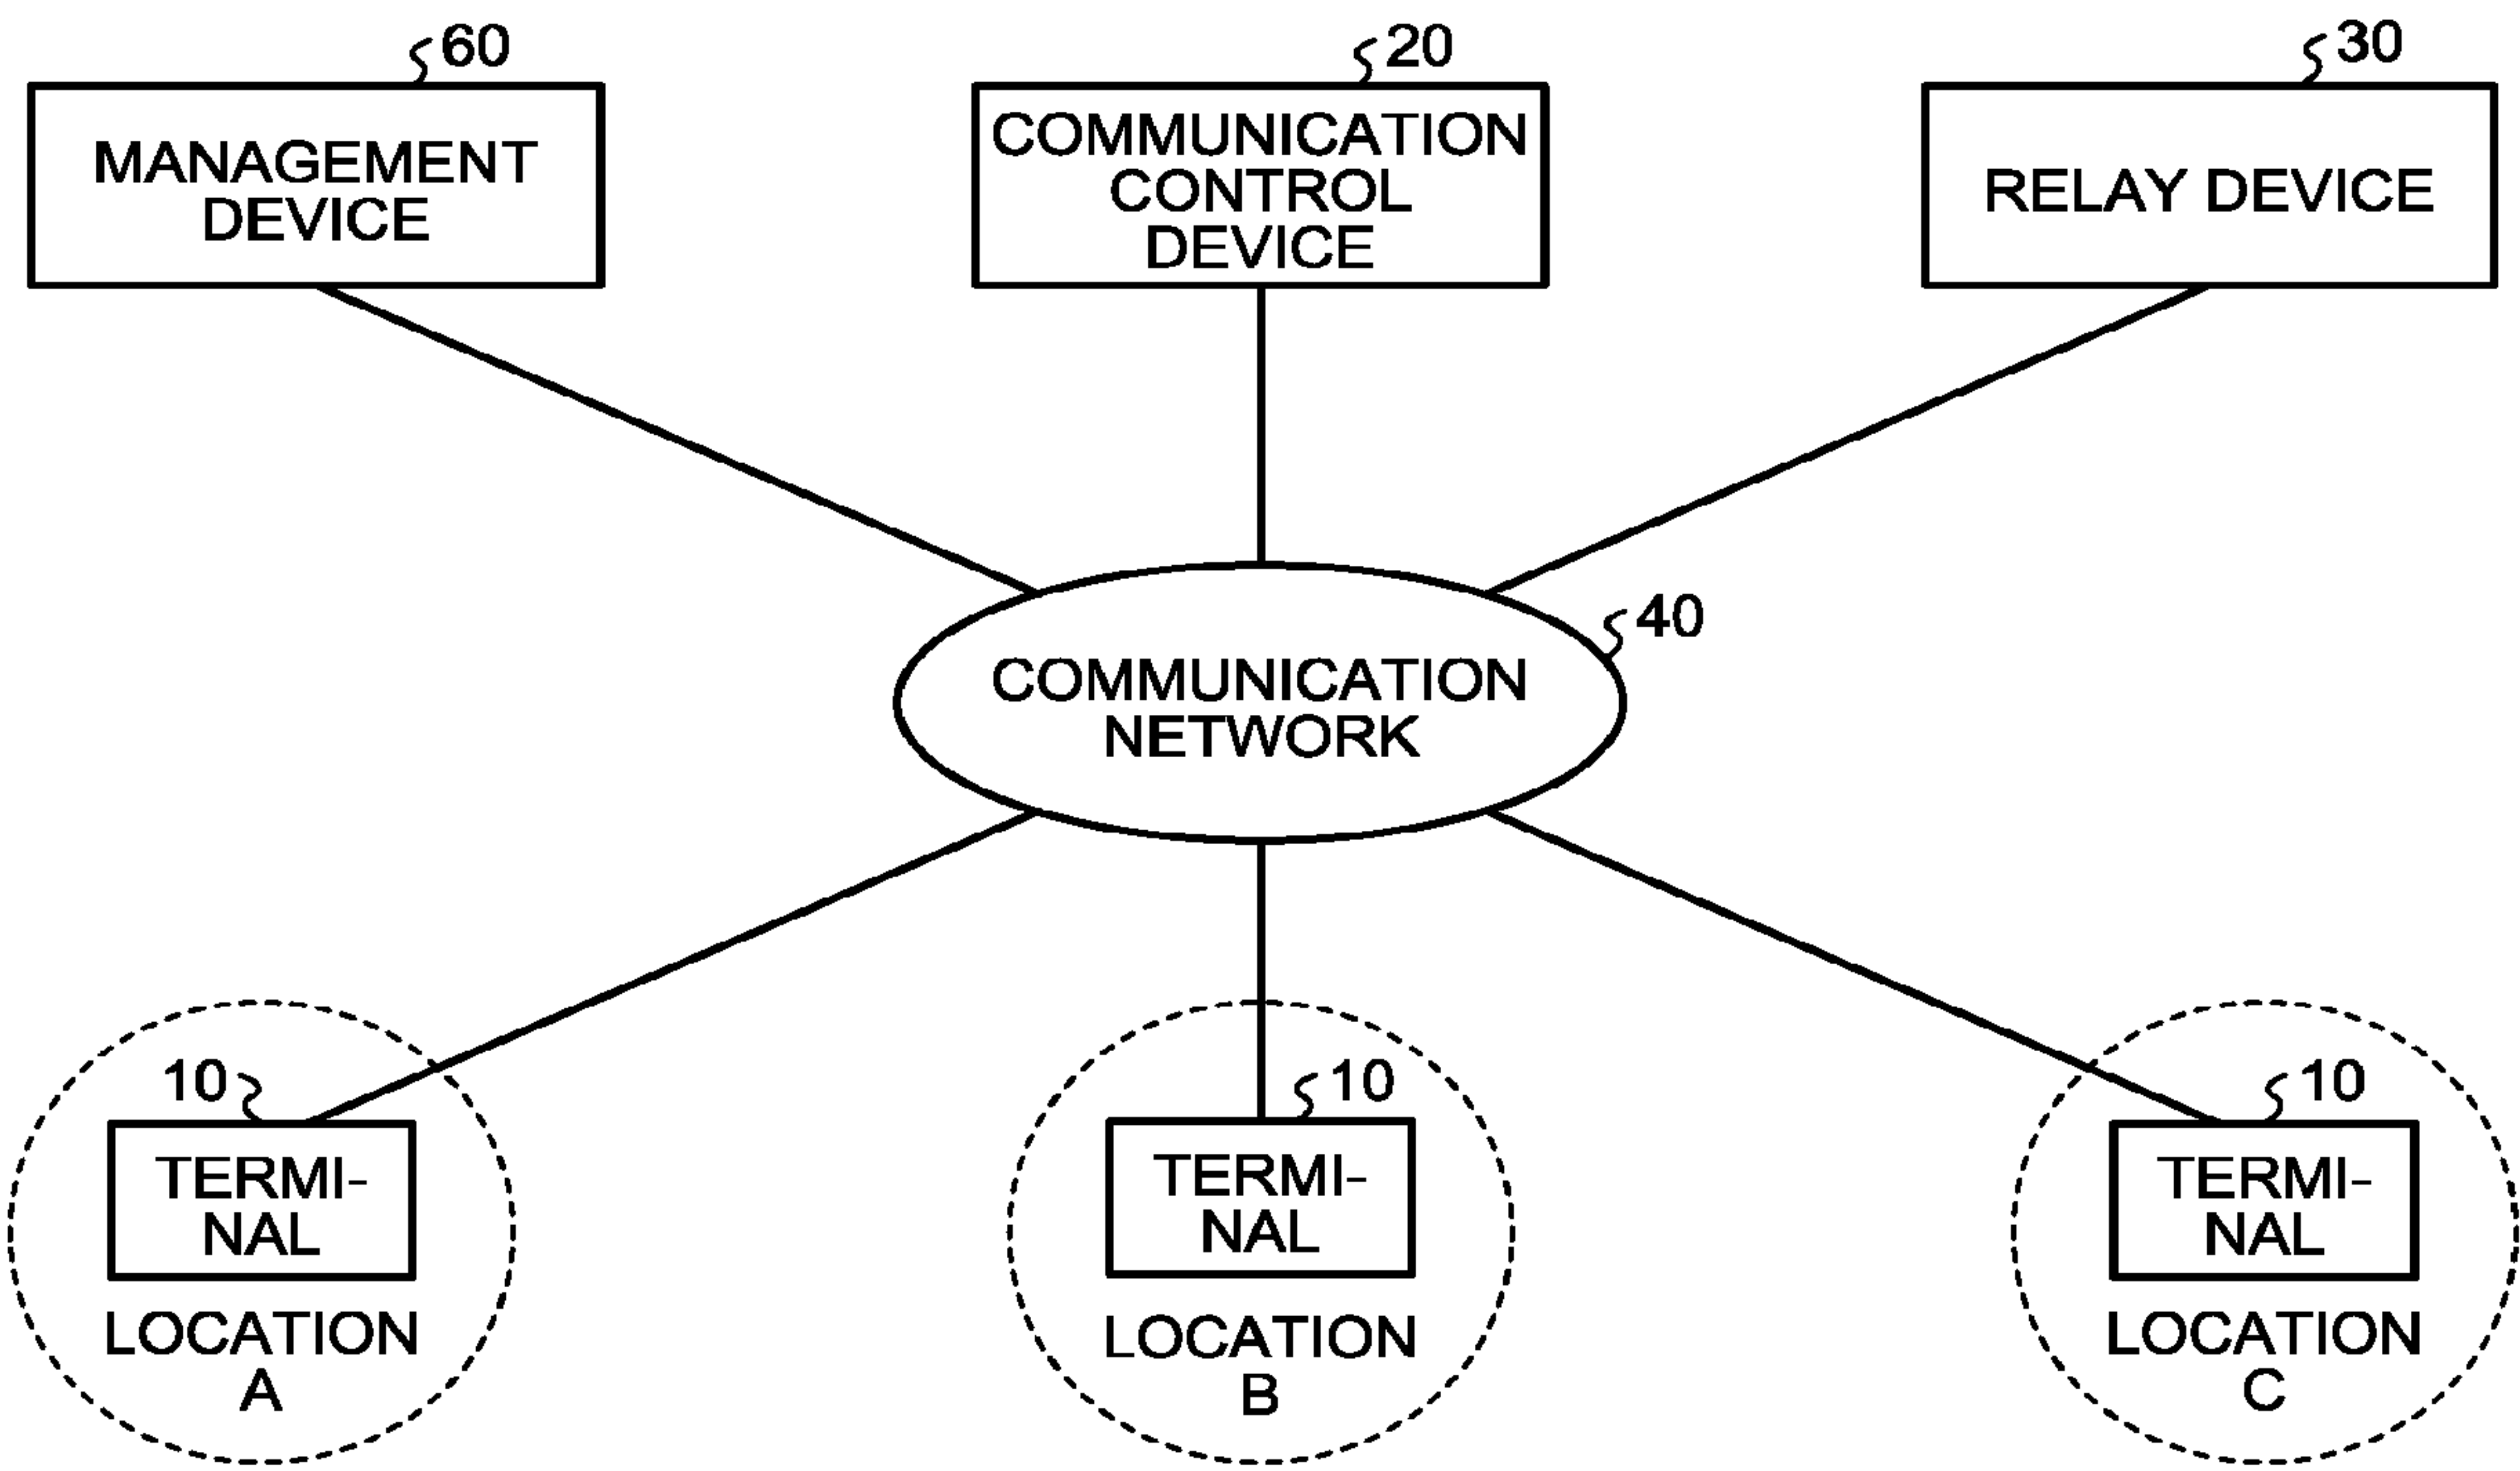 60
20
30
MANAGEMENT
DEVICE
COMMUNICATION
CONTROL
DEVICE
RELAY DEVICE
40
COMMUNICATION
NETWORK
10
TERMI-
NAL
LOCATION
A
10
TERMI-
NAL
LOCATION
B
10
TERMI-
NAL
LOCATION
C